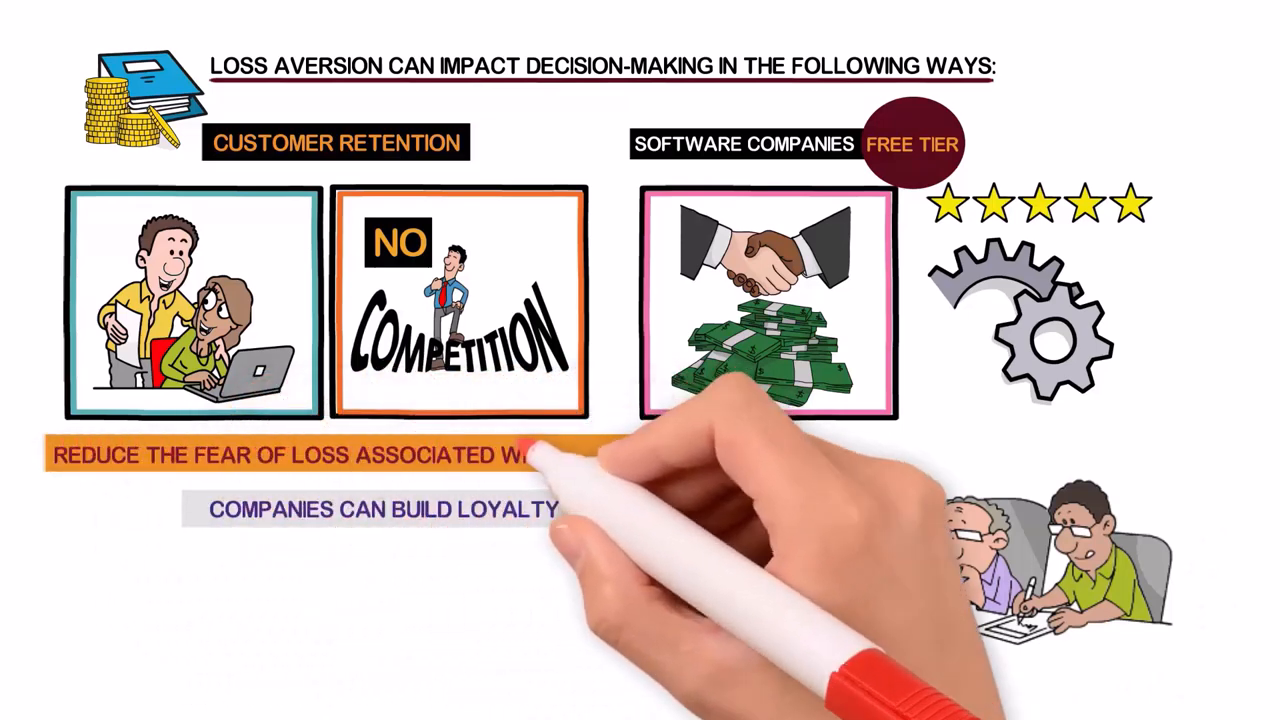 LOSS AVERSION CAN IMPACT DECISION-MAKING IN THE FOLLOWING WAYS:
CUSTOMER RETENTION
SOFTWARE COMPANIES
FREE TIER
NO
COMPETITION
REDUCE THE FEAR OF LOSS ASSOCIATED
COMPANIES CAN BUILD LOYALTY